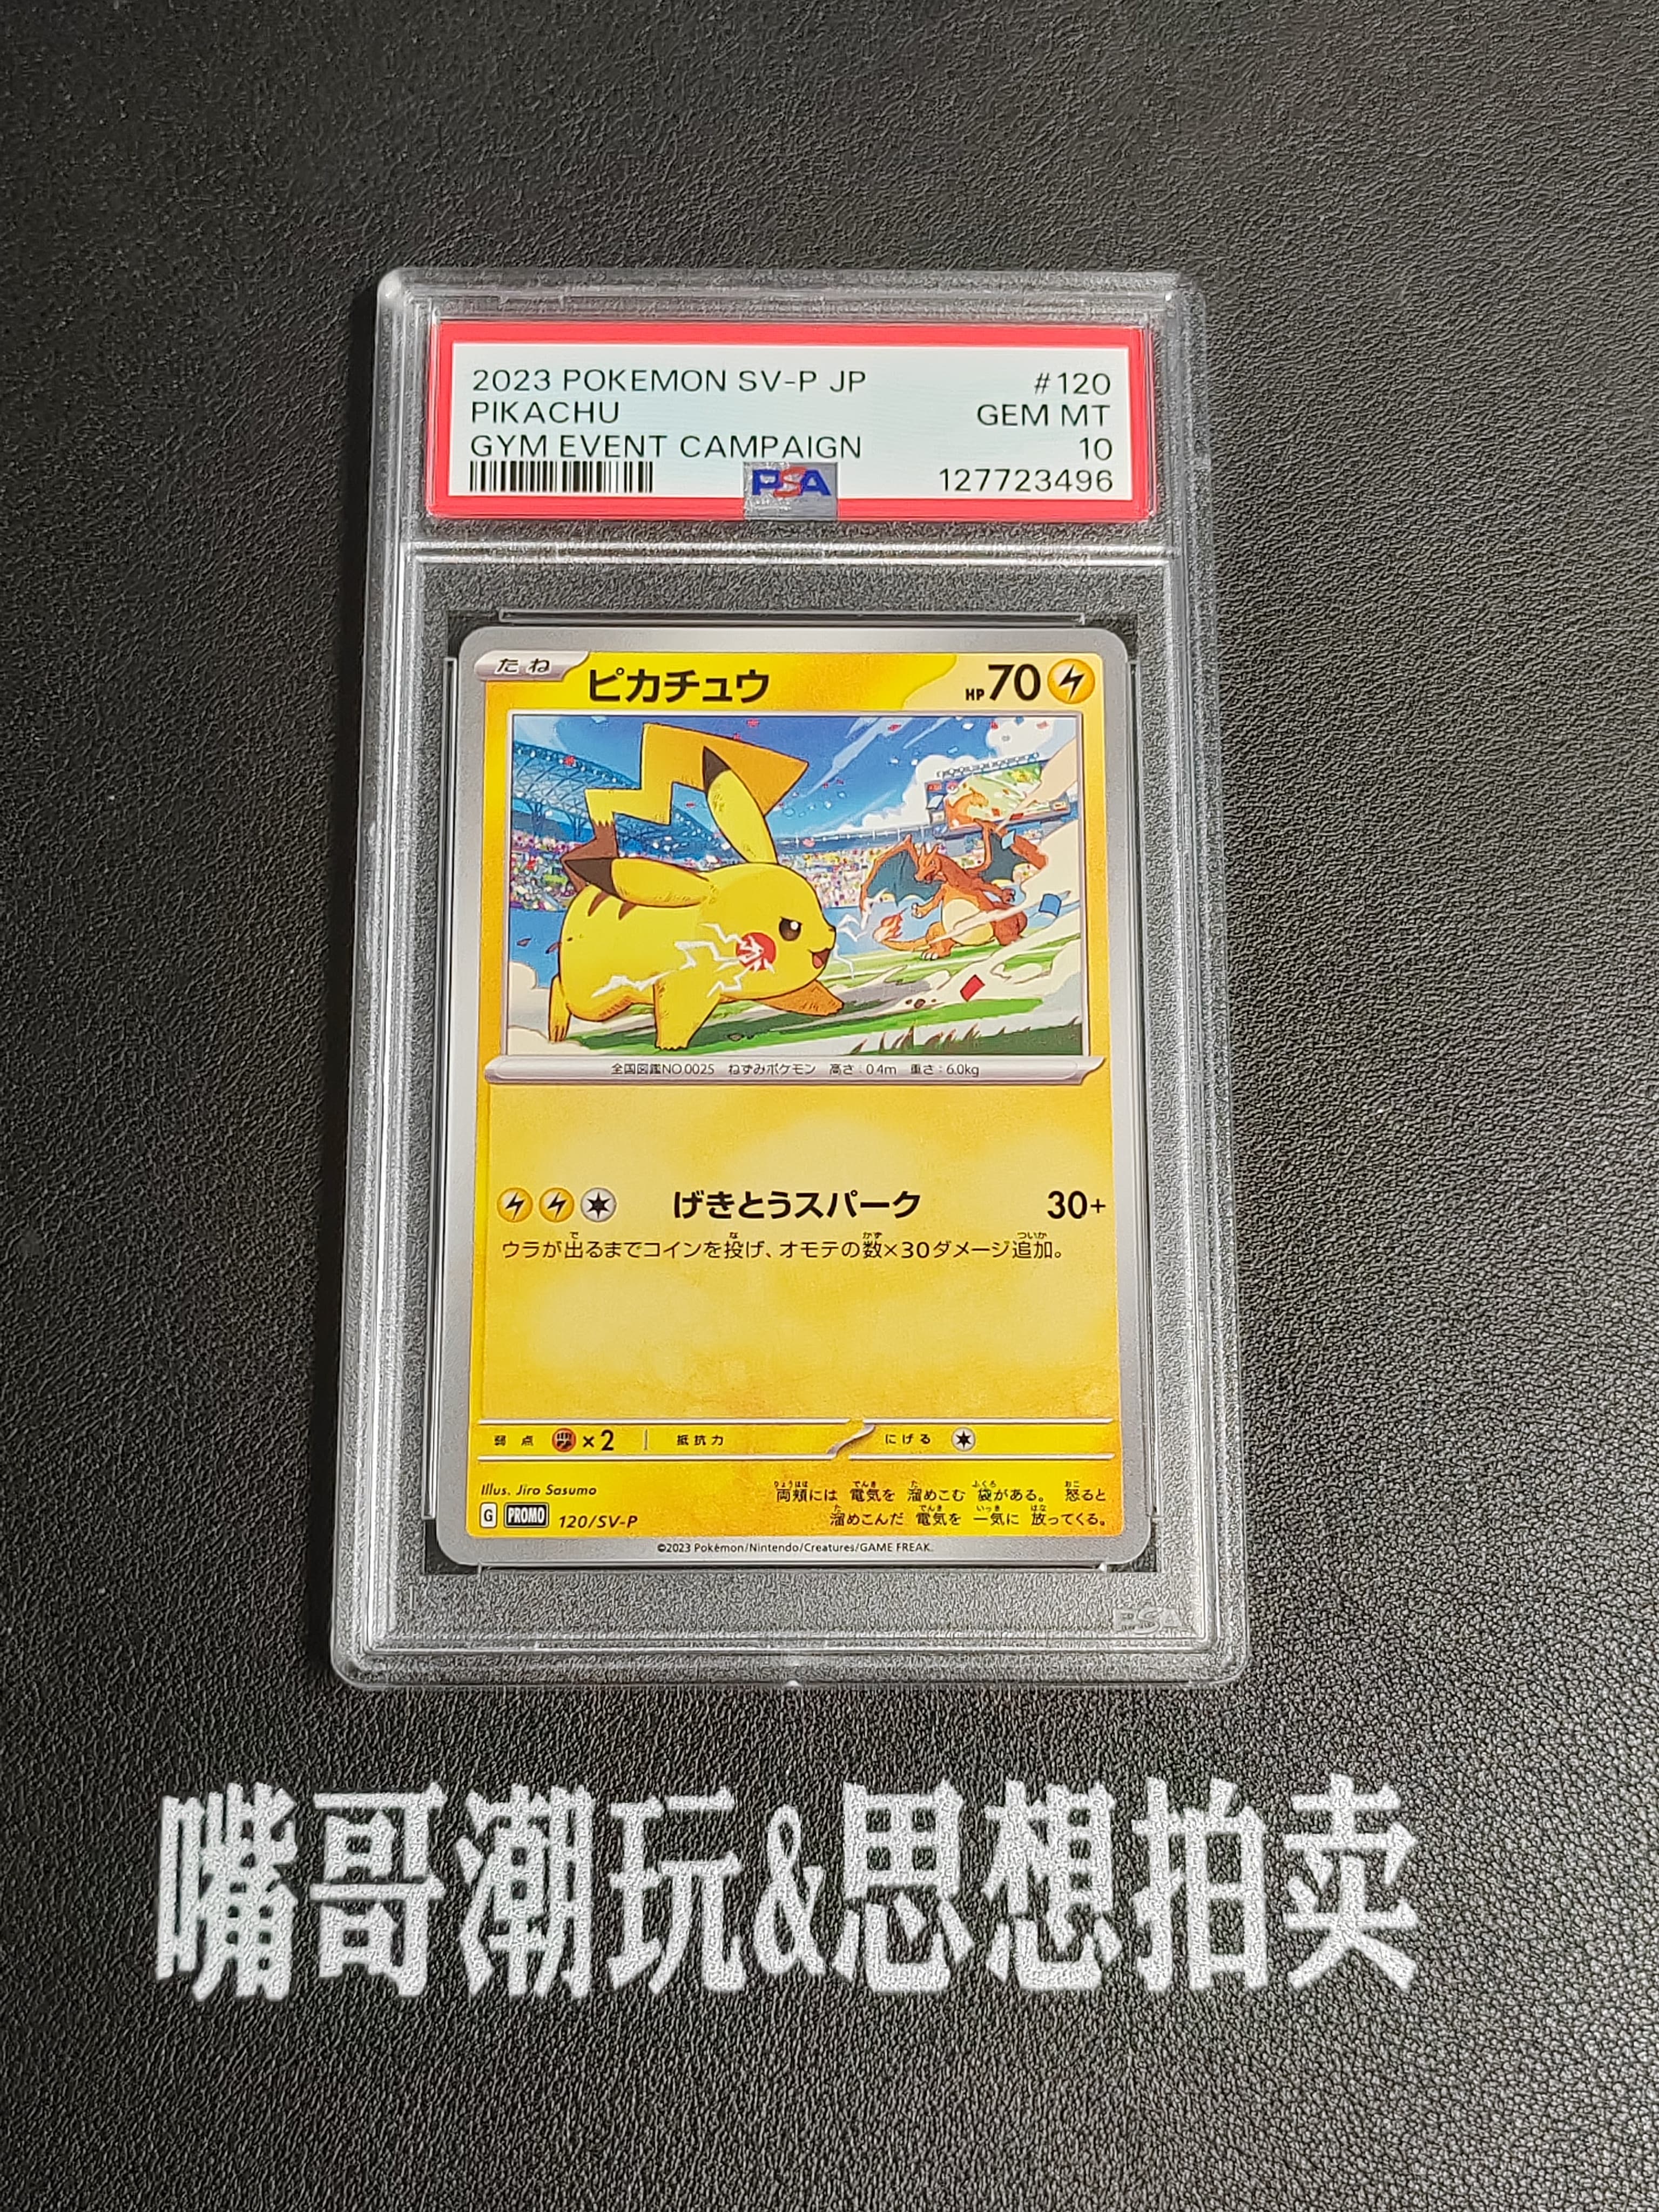 2023 POKEMON SV-P JP #120
PIKACHU GEM MT
GYM EVENT CAMPAIGN 10
PSA 127723496
たね ピカチュウ HP70
全国図鑑NO.0025 ねずみポケモン 高さ:0.4m 重さ:6.0kg
げきとうスパーク 30+
ウラが出るまでコインを投げ、オモテの数×30ダメージ追加。
弱点 ×2 抵抗力 にげる
Illus. Jiro Sasumo
両頬には 電気を 溜めこむ 袋がある。 怒ると
溜めこんだ 電気を 一気に 放ってくる。
G PROMO 120/SV-P
©2023 Pokémon/Nintendo/Creatures/GAME FREAK.
PSA
嘴哥潮玩&思想拍卖